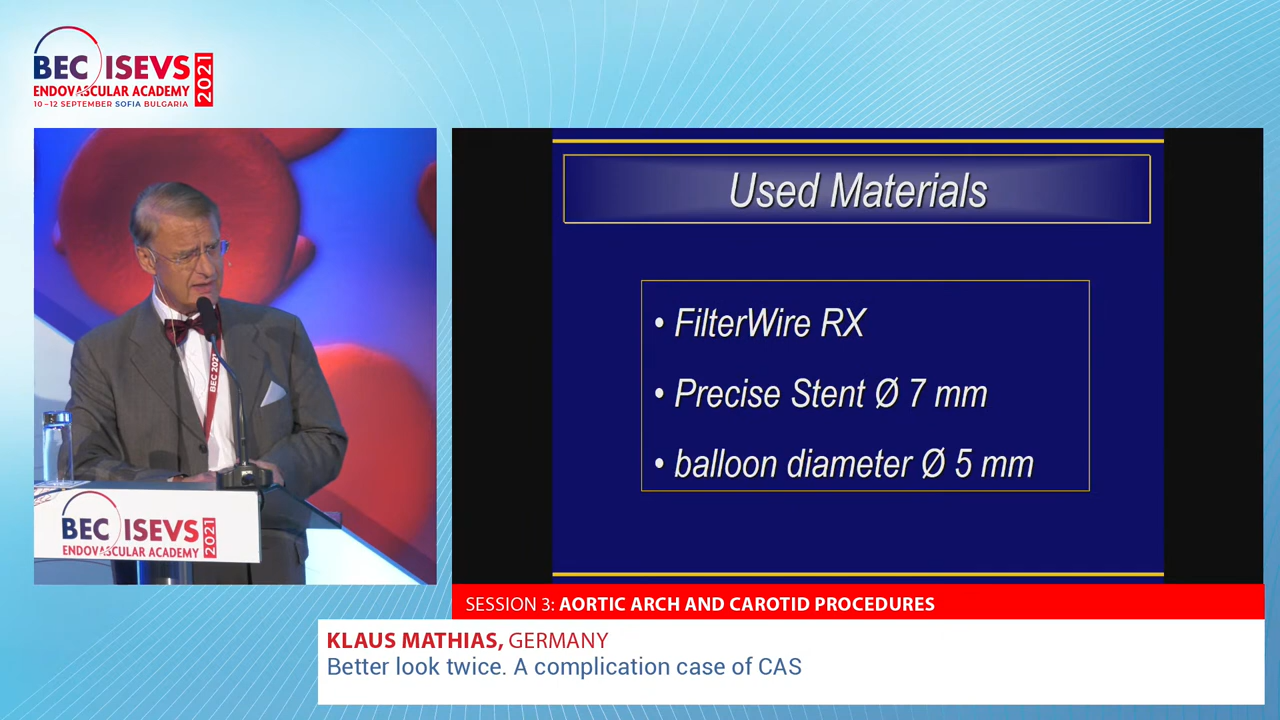 BEC ISEVS
ENDOVASCULAR ACADEMY
10–12 SEPTEMBER SOFIA BULGARIA
2021
BEC 2021
BEC ISEVS
ENDOVASCULAR ACADEMY
2021
Used Materials
• FilterWire RX
• Precise Stent Ø 7 mm
• balloon diameter Ø 5 mm
SESSION 3: AORTIC ARCH AND CAROTID PROCEDURES
KLAUS MATHIAS, GERMANY
Better look twice. A complication case of CAS